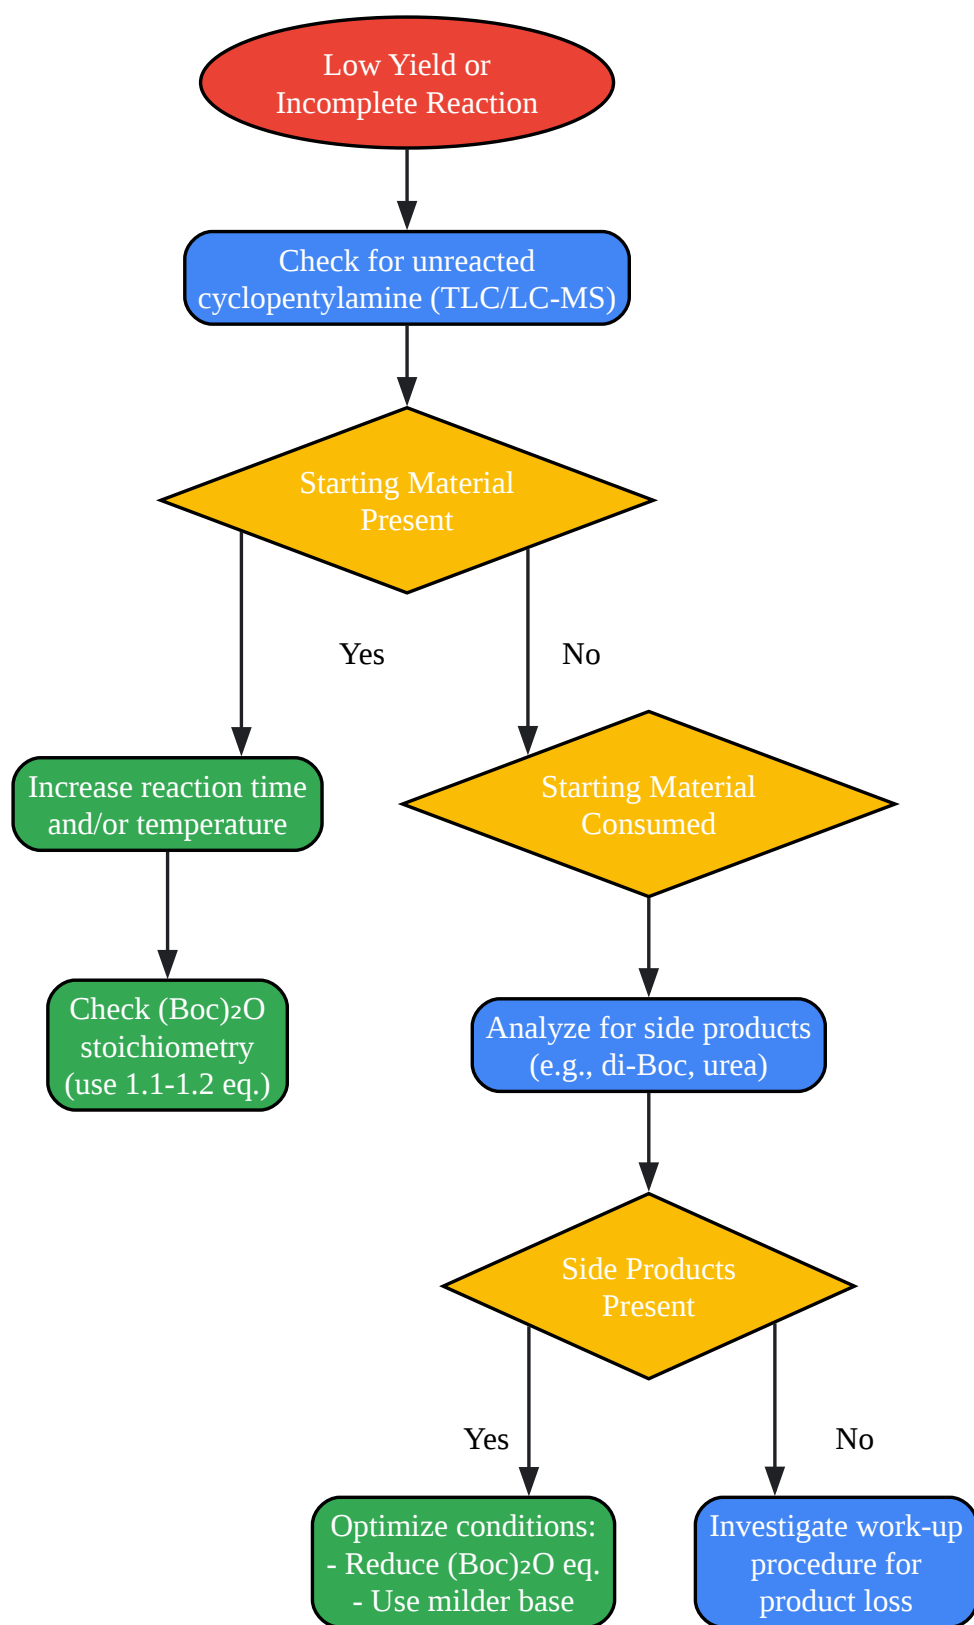 Low Yield or
Incomplete Reaction
Check for unreacted
cyclopentylamine (TLC/LC-MS)
Starting Material
Present
Yes
No
Increase reaction time
and/or temperature
Starting Material
Consumed
Check (Boc)₂O
stoichiometry
(use 1.1-1.2 eq.)
Analyze for side products
(e.g., di-Boc, urea)
Side Products
Present
Yes
No
Optimize conditions:
- Reduce (Boc)₂O eq.
- Use milder base
Investigate work-up
procedure for
product loss